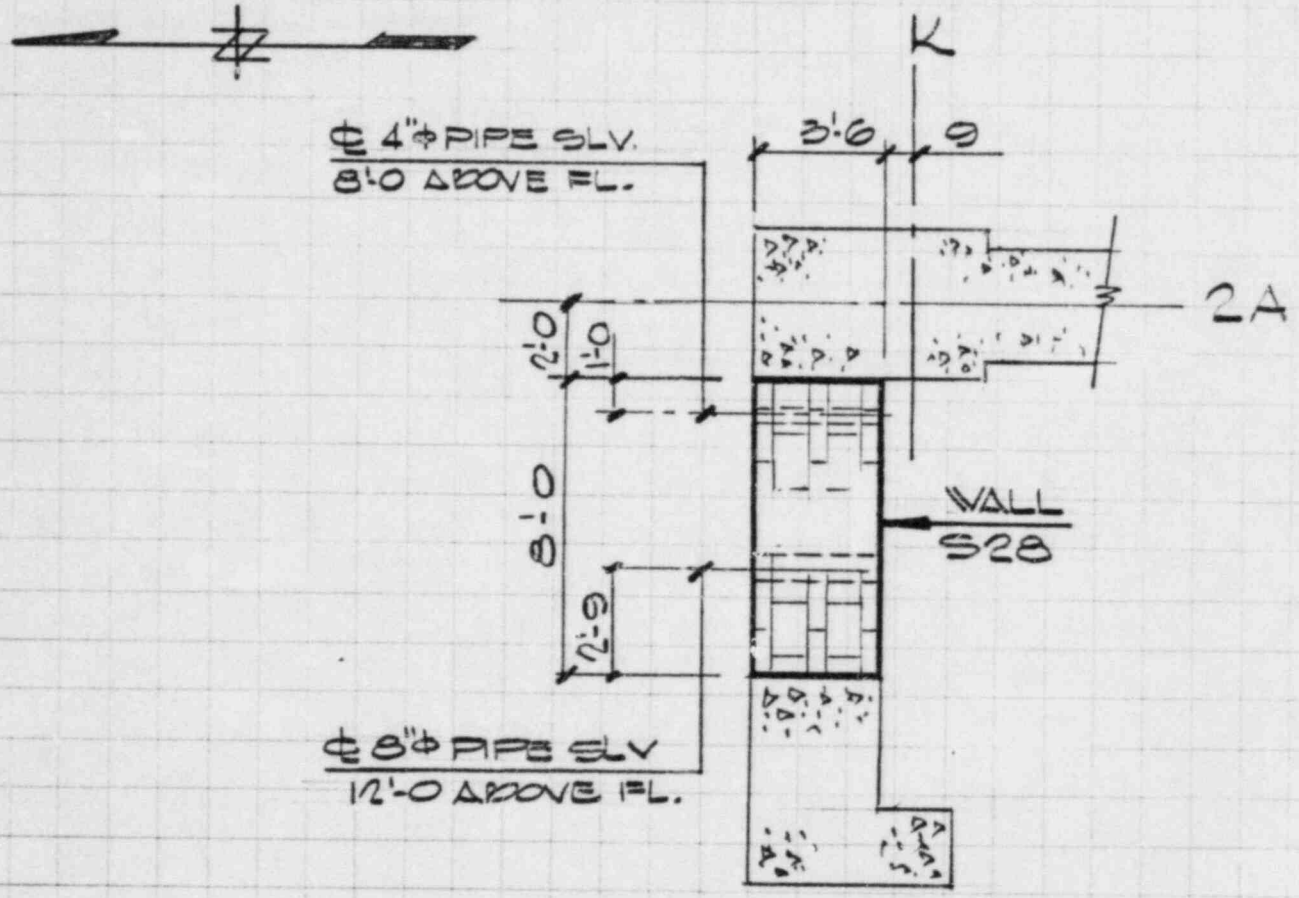 N
K
℄ 4"φ PIPE SLV.
8'-0 ABOVE FL.
3'-6
9
2A
2'-0
1'-0
8'-0
WALL
S28
2'-9
℄ 8"φ PIPE SLV
12'-0 ABOVE FL.